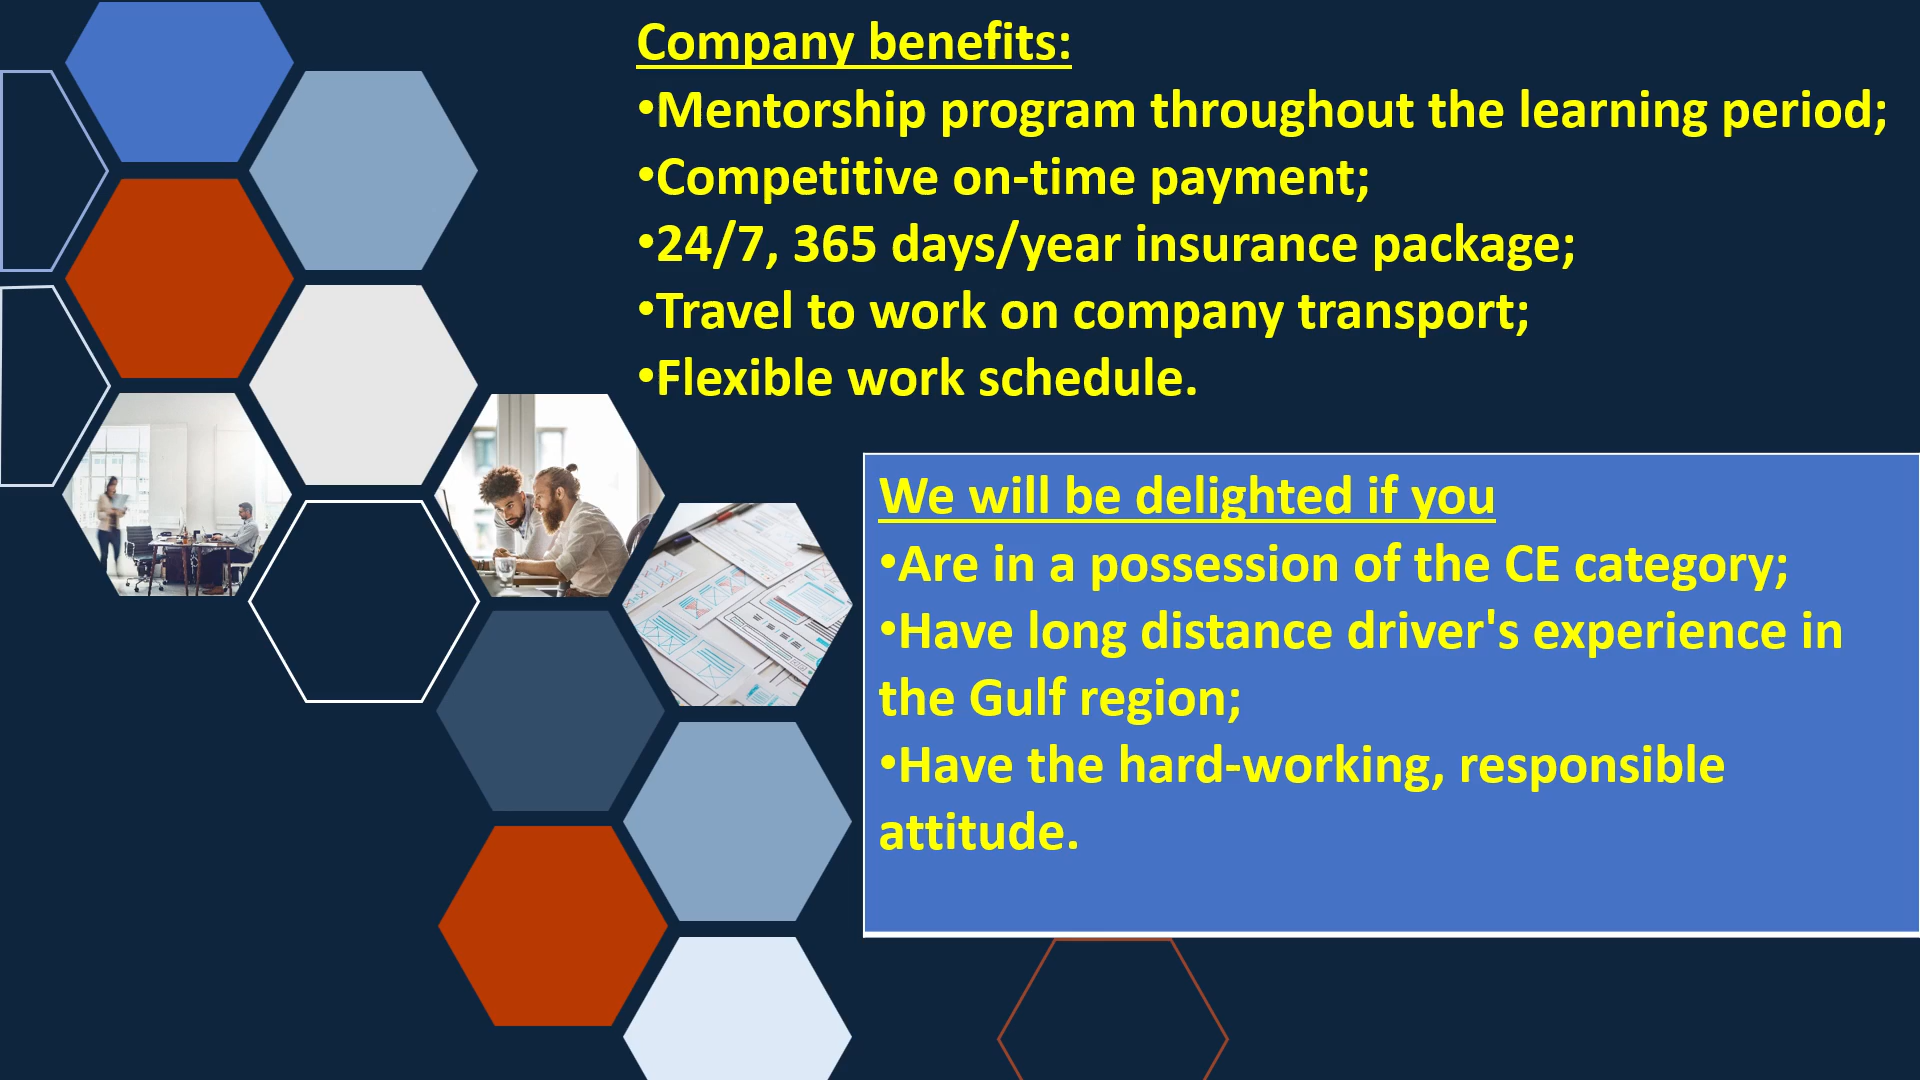 Company benefits:
•Mentorship program throughout the learning period;
•Competitive on-time payment;
•24/7, 365 days/year insurance package;
•Travel to work on company transport;
•Flexible work schedule.
We will be delighted if you
•Are in a possession of the CE category;
•Have long distance driver's experience in
the Gulf region;
•Have the hard-working, responsible
attitude.